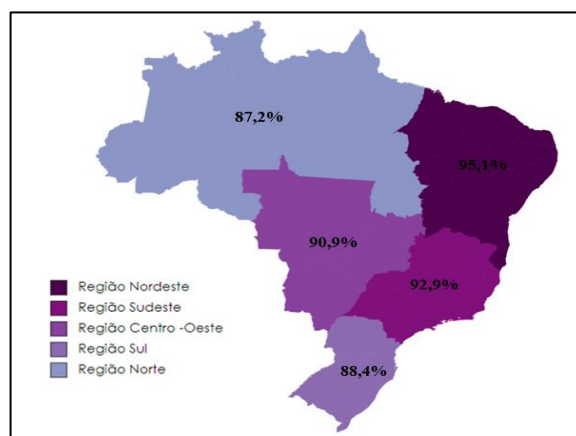 87,2%
95,1%
90,9%
92,9%
88,4%
Região Nordeste
Região Sudeste
Região Centro -Oeste
Região Sul
Região Norte